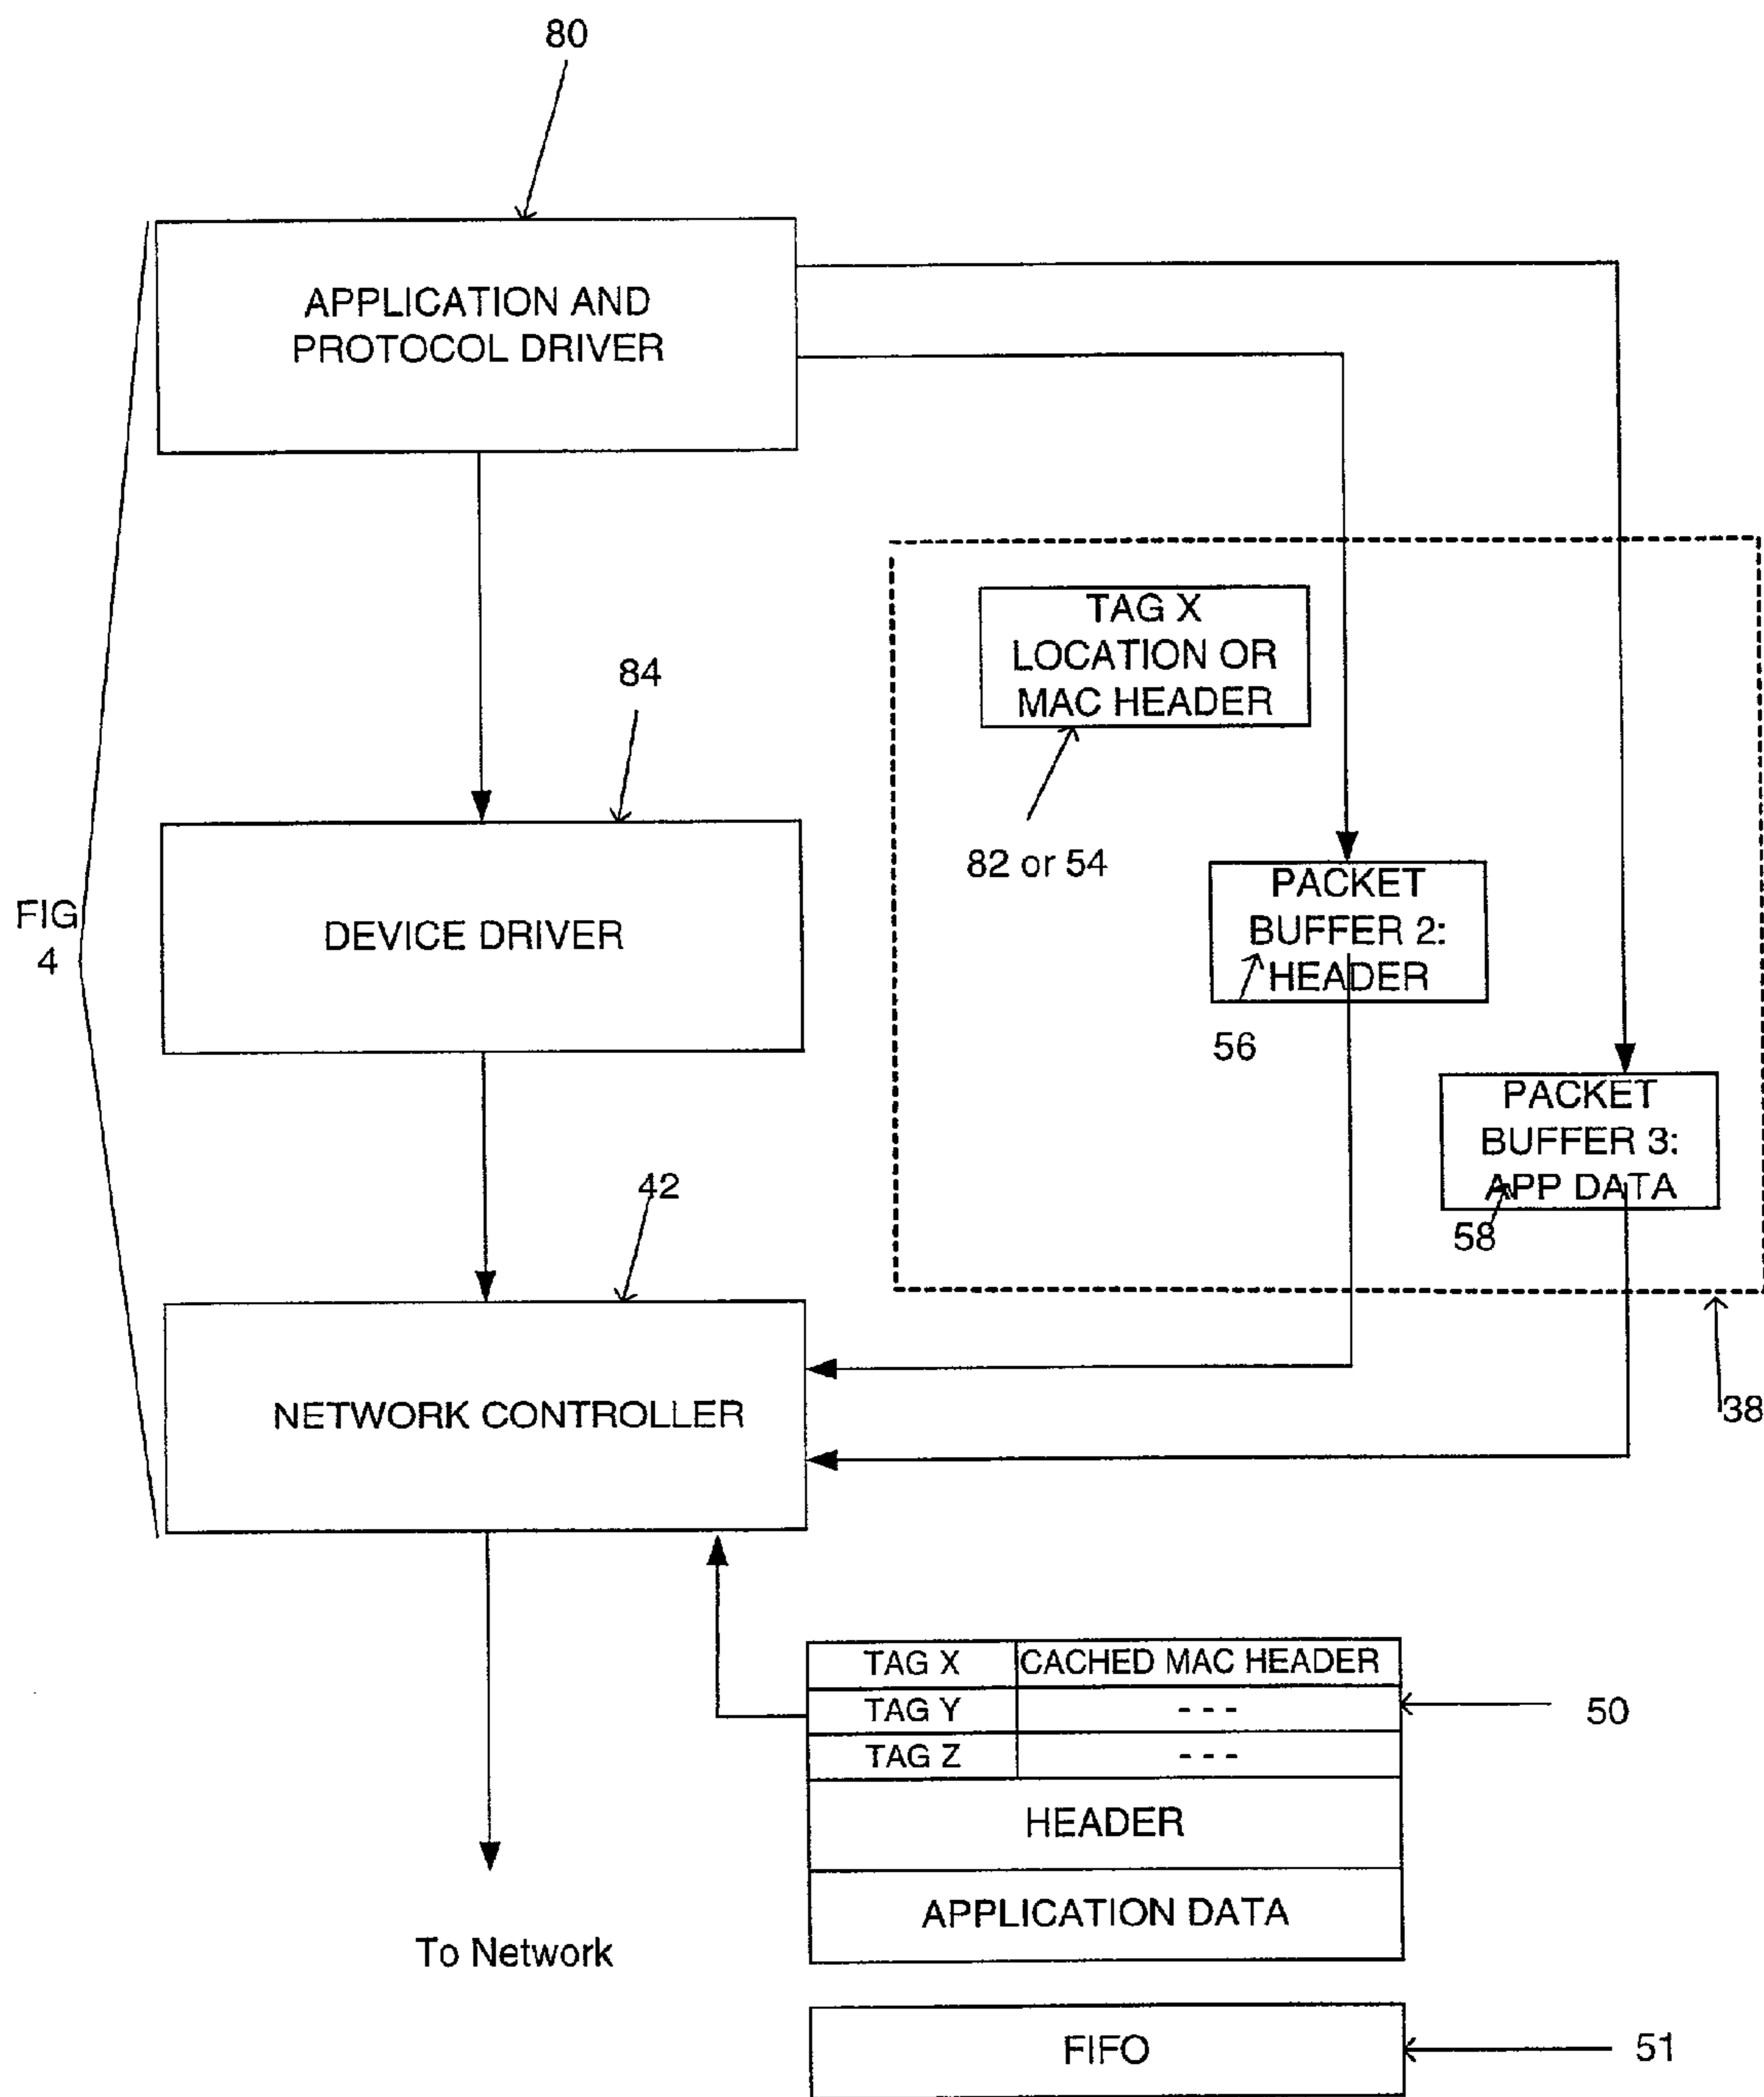 80
APPLICATION AND
PROTOCOL DRIVER
TAG X
LOCATION OR
MAC HEADER
84
82 or 54
PACKET
BUFFER 2:
HEADER
FIG
4
DEVICE DRIVER
56
PACKET
BUFFER 3:
APP DATA
58
42
NETWORK CONTROLLER
38
TAG X CACHED MAC HEADER
TAG Y - - -
50
TAG Z - - -
HEADER
APPLICATION DATA
To Network
FIFO
51